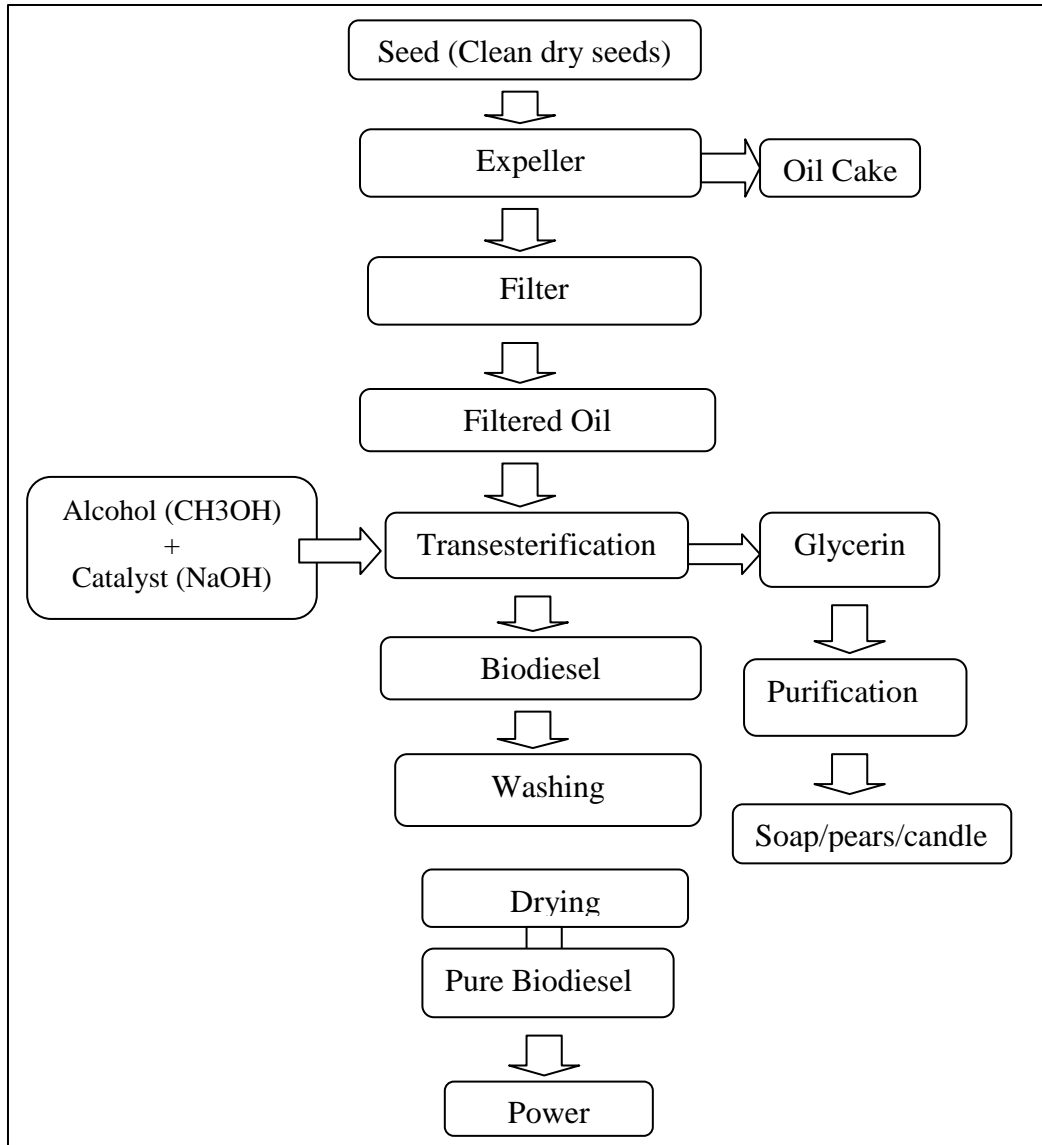 Seed (Clean dry seeds)
Expeller
Oil Cake
Filter
Filtered Oil
Alcohol (CH3OH)
+
Catalyst (NaOH)
Transesterification
Glycerin
Biodiesel
Purification
Washing
Soap/pears/candle
Drying
Pure Biodiesel
Power